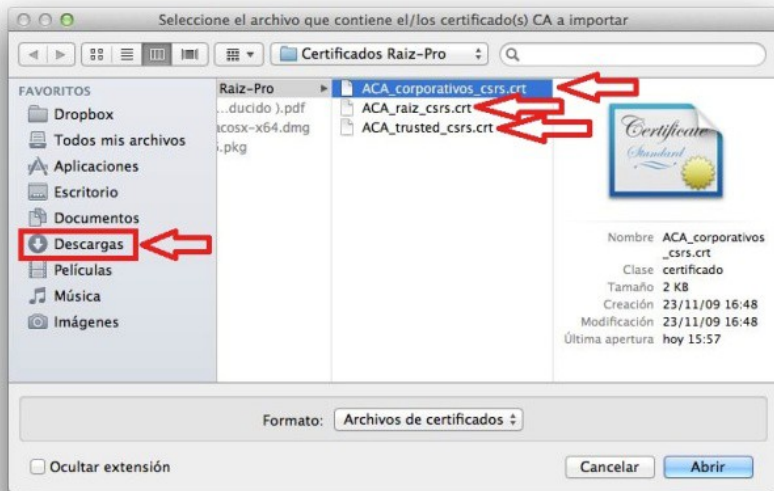 Seleccione el archivo que contiene el/los certificado(s) CA a importar
Certificados Raiz-Pro
FAVORITOS
Dropbox
Todos mis archivos
Aplicaciones
Escritorio
Documentos
Descargas
Películas
Música
Imágenes
Raiz-Pro
...ducido ).pdf
acosx-x64.dmg
.pkg
ACA_corporativos_csrs.crt
ACA_raiz_csrs.crt
ACA_trusted_csrs.crt
Certificate
Standard
Nombre ACA_corporativos
_csrs.crt
Clase certificado
Tamaño 2 KB
Creación 23/11/09 16:48
Modificación 23/11/09 16:48
Última apertura hoy 15:57
Formato: Archivos de certificados
Ocultar extensión
Cancelar
Abrir